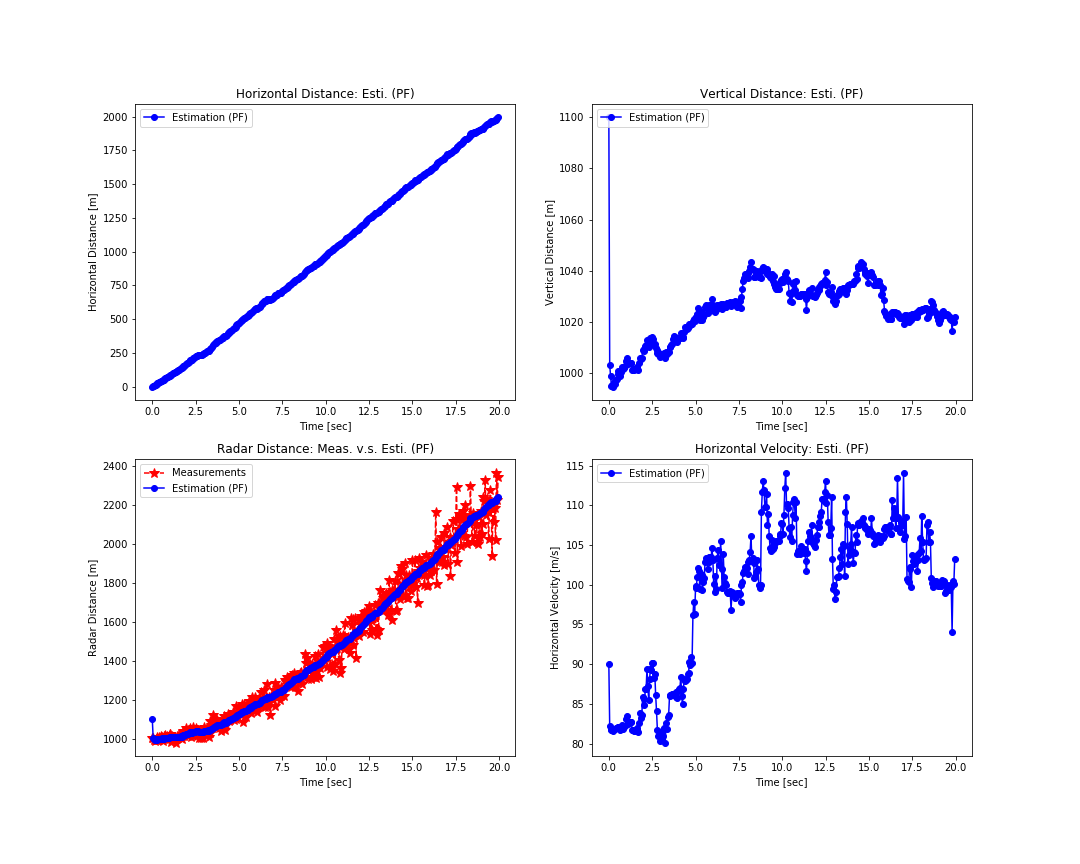 Horizontal Distance: Esti. (PF)
Estimation (PF)
Horizontal Distance [m]
2000
1750
1500
1250
1000
750
500
250
0
0.0 2.5 5.0 7.5 10.0 12.5 15.0 17.5 20.0
Time [sec]
Vertical Distance: Esti. (PF)
Estimation (PF)
Vertical Distance [m]
1100
1080
1060
1040
1020
1000
0.0 2.5 5.0 7.5 10.0 12.5 15.0 17.5 20.0
Time [sec]
Radar Distance: Meas. v.s. Esti. (PF)
Measurements
Estimation (PF)
Radar Distance [m]
2400
2200
2000
1800
1600
1400
1200
1000
0.0 2.5 5.0 7.5 10.0 12.5 15.0 17.5 20.0
Time [sec]
Horizontal Velocity: Esti. (PF)
Estimation (PF)
Horizontal Velocity [m/s]
115
110
105
100
95
90
85
80
0.0 2.5 5.0 7.5 10.0 12.5 15.0 17.5 20.0
Time [sec]